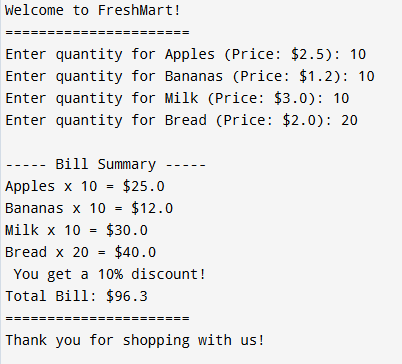 Welcome to FreshMart!
======================
Enter quantity for Apples (Price: $2.5): 10
Enter quantity for Bananas (Price: $1.2): 10
Enter quantity for Milk (Price: $3.0): 10
Enter quantity for Bread (Price: $2.0): 20
----- Bill Summary -----
Apples x 10 = $25.0
Bananas x 10 = $12.0
Milk x 10 = $30.0
Bread x 20 = $40.0
You get a 10% discount!
Total Bill: $96.3
======================
Thank you for shopping with us!